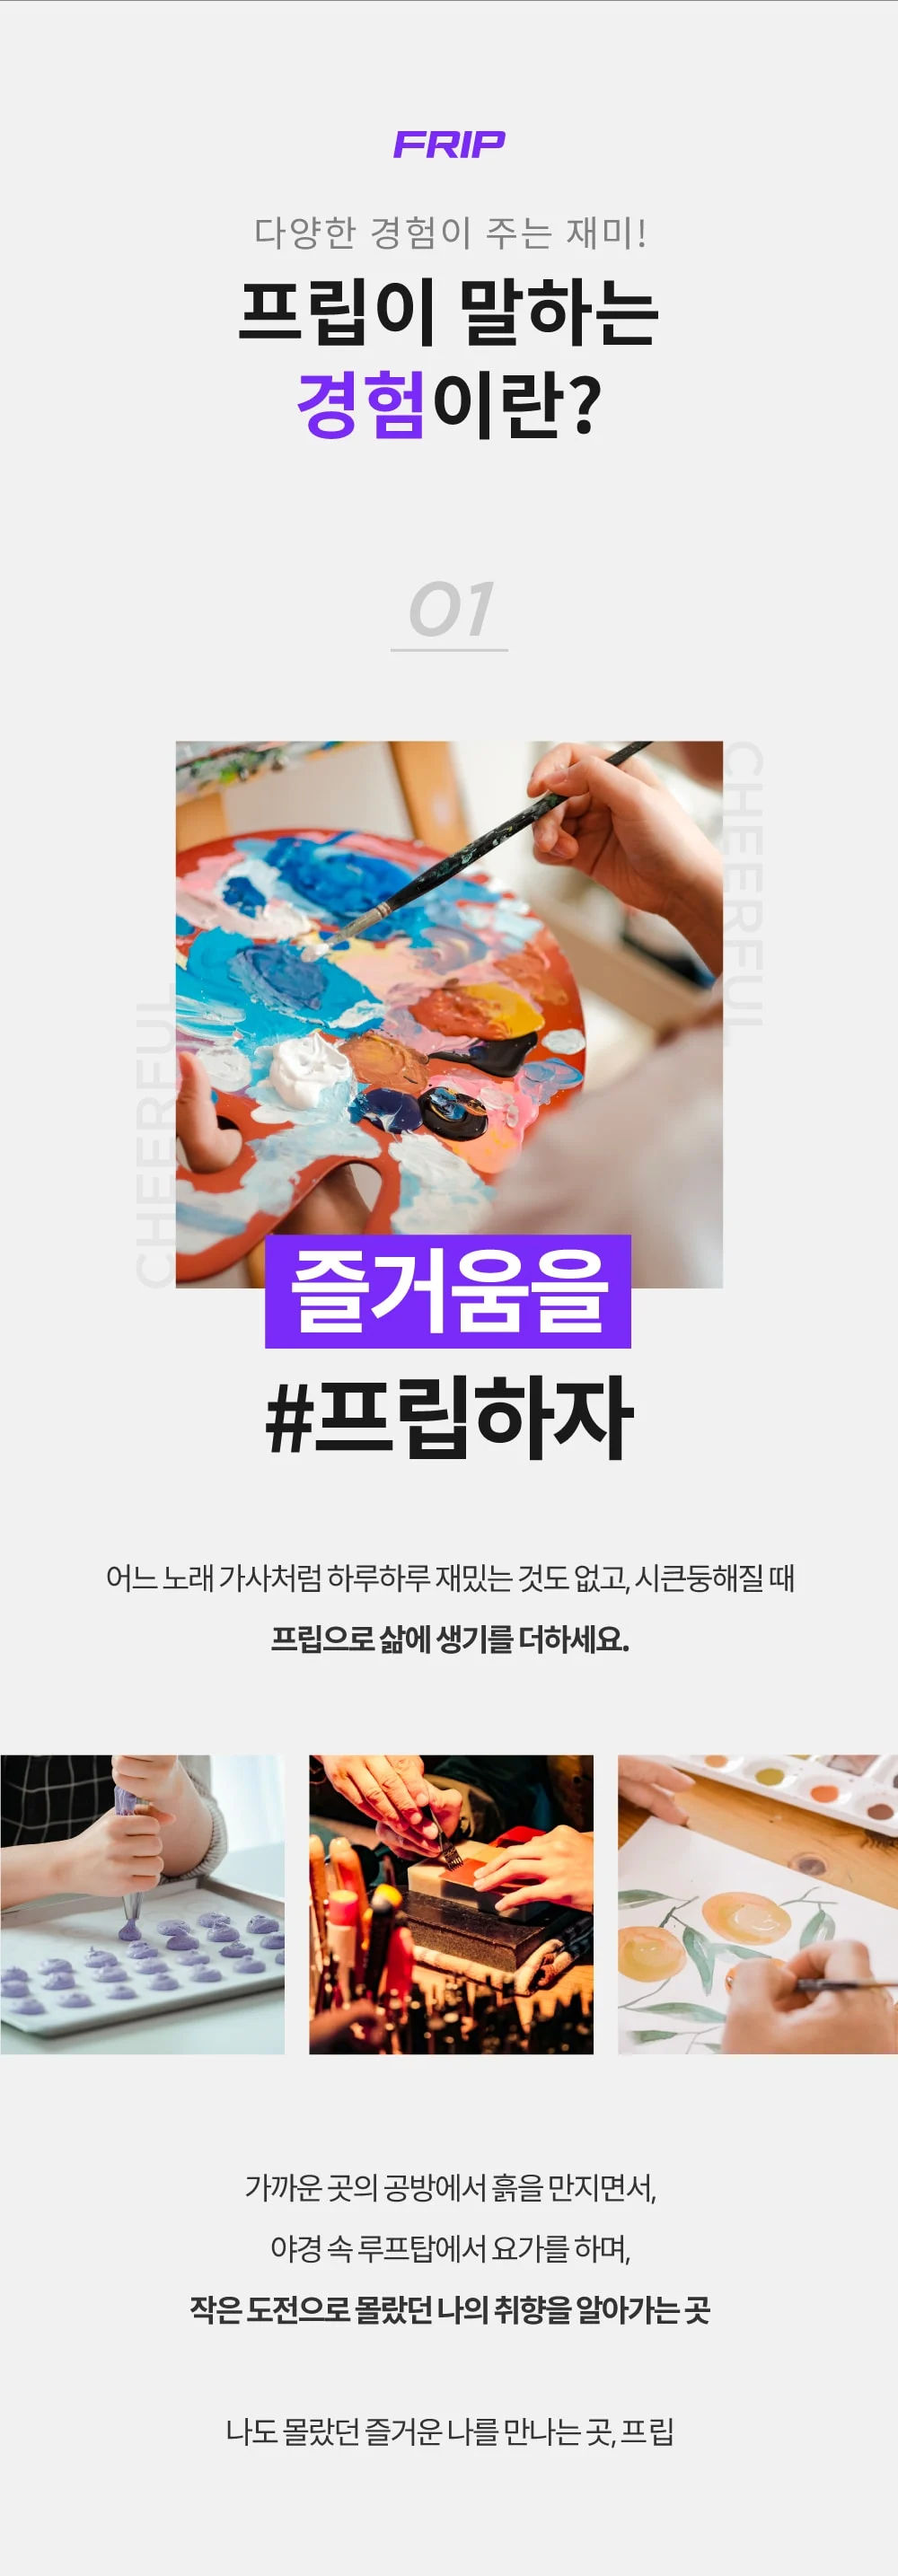 FRIP
다양한 경험이 주는 재미!
프립이 말하는
경험이란?
01
CHEERFUL
CHEERFUL
즐거움을
#프립하자
어느 노래 가사처럼 하루하루 재밌는 것도 없고, 시큰둥해질 때
프립으로 삶에 생기를 더하세요.
가까운 곳의 공방에서 흙을 만지면서,
야경 속 루프탑에서 요가를 하며,
작은 도전으로 몰랐던 나의 취향을 알아가는 곳
나도 몰랐던 즐거운 나를 만나는 곳, 프립